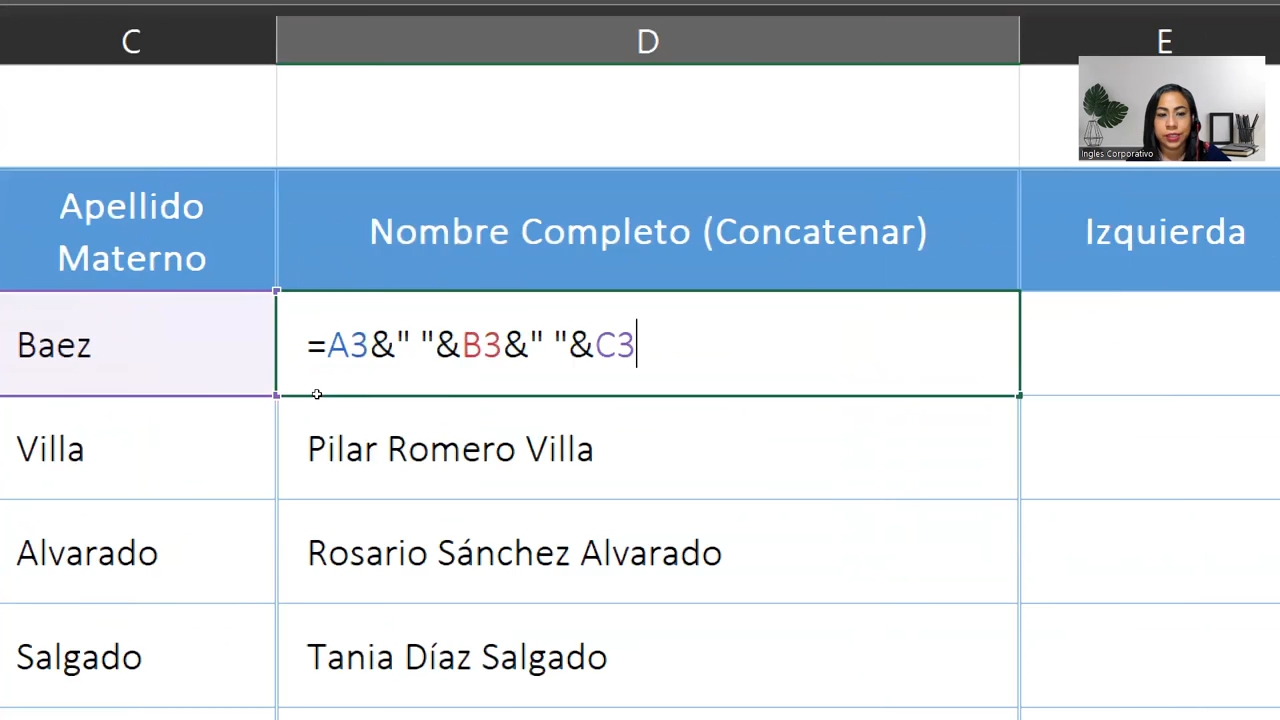 C D E
Ingles Corporativo
Apellido
Materno
Nombre Completo (Concatenar)
Izquierda
Baez
=A3&" "&B3&" "&C3
Villa
Pilar Romero Villa
Alvarado
Rosario Sánchez Alvarado
Salgado
Tania Díaz Salgado